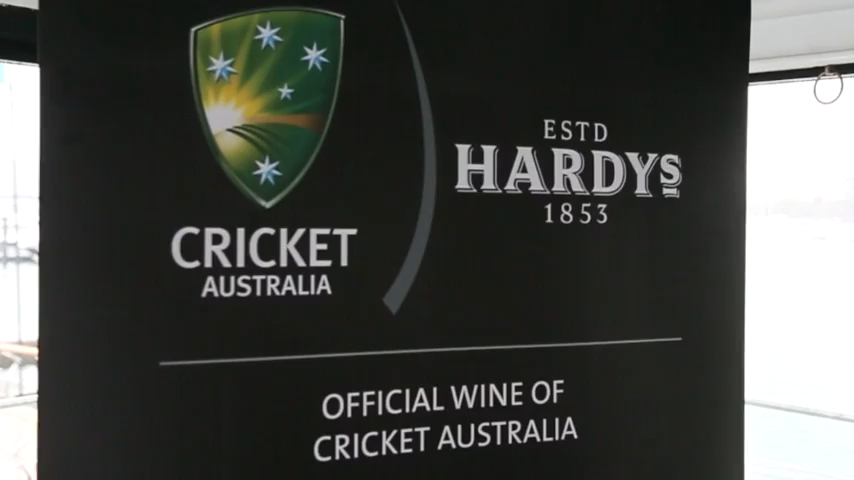 CRICKET
AUSTRALIA
ESTD
HARDYS
1853
OFFICIAL WINE OF
CRICKET AUSTRALIA